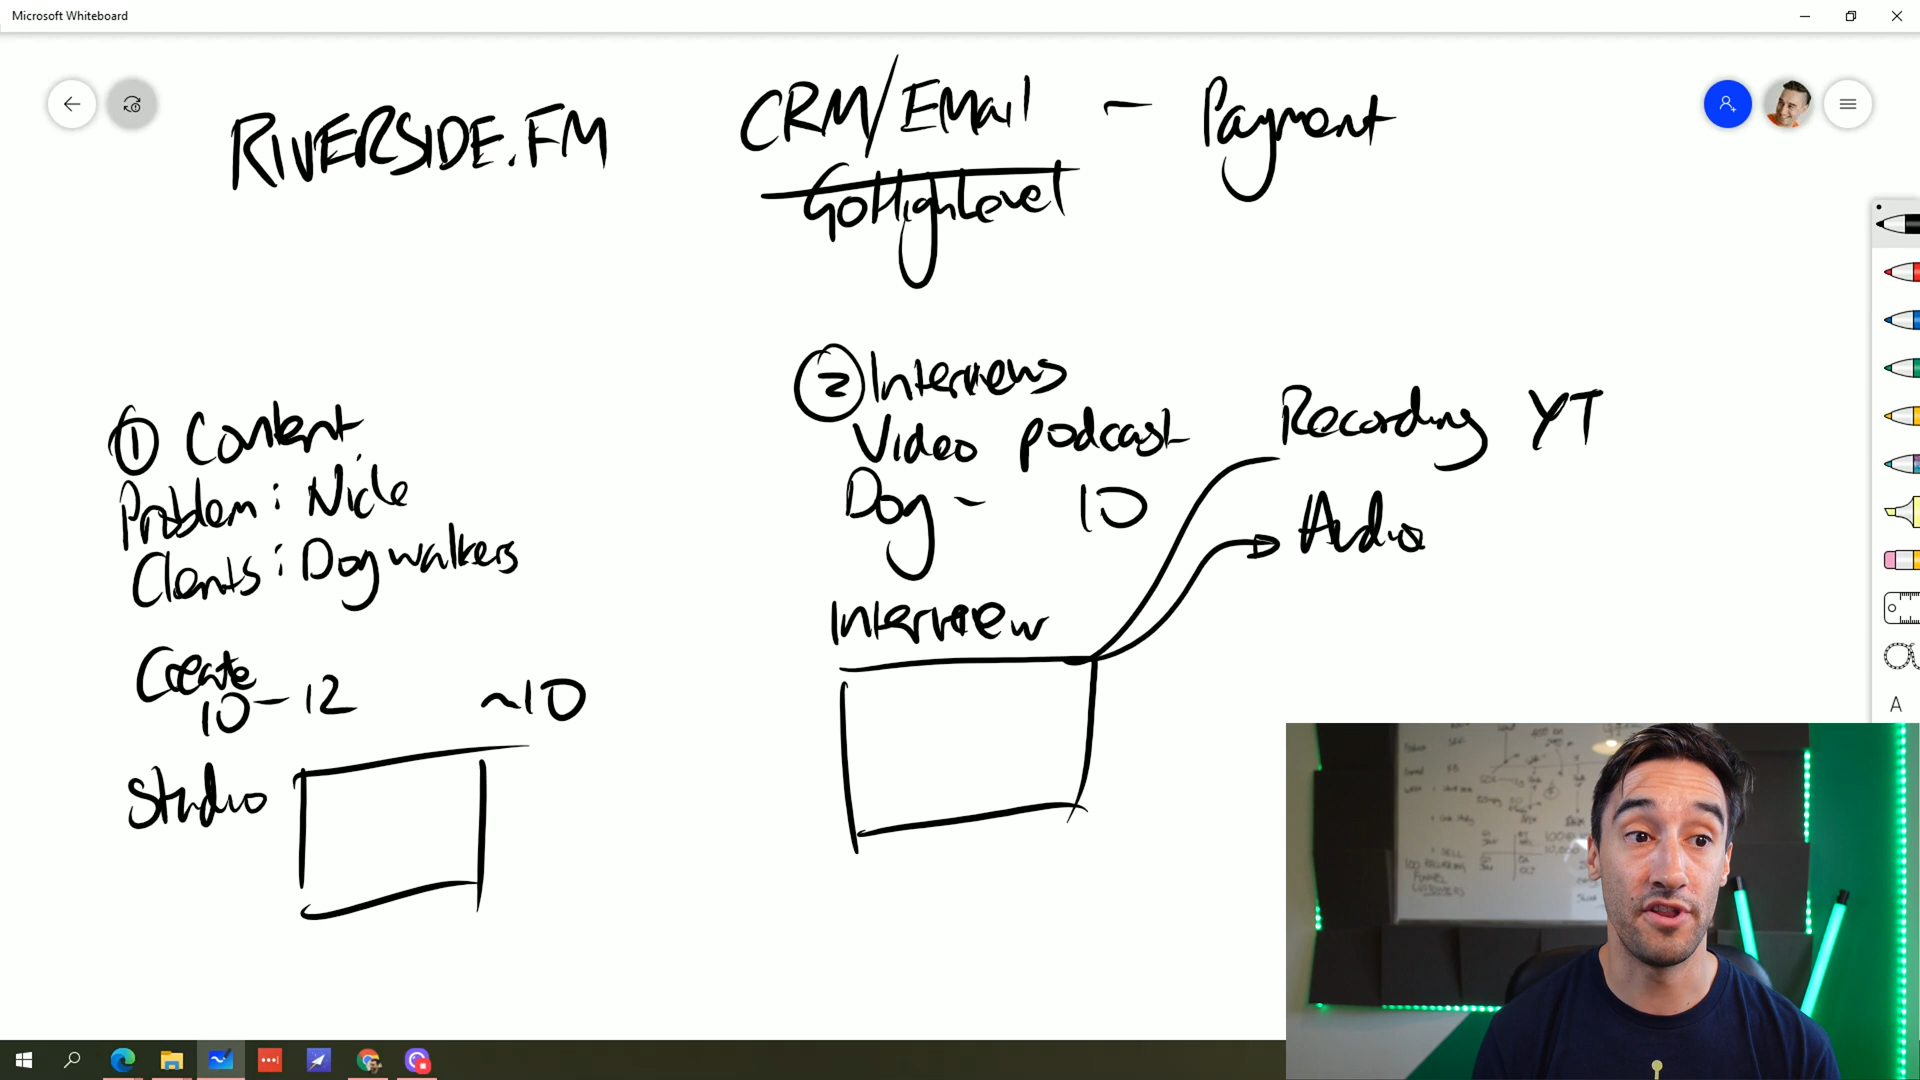 Microsoft Whiteboard
RIVERSIDE.FM
CRM/EMail - Payment
GoHighLevel
① Content
Problem: Niche
Clients: Dog walkers
Create
10-12 ~10
Studio
② Interviews
Video podcast
Dog - 10
Interview
Recording YT
Audio
A